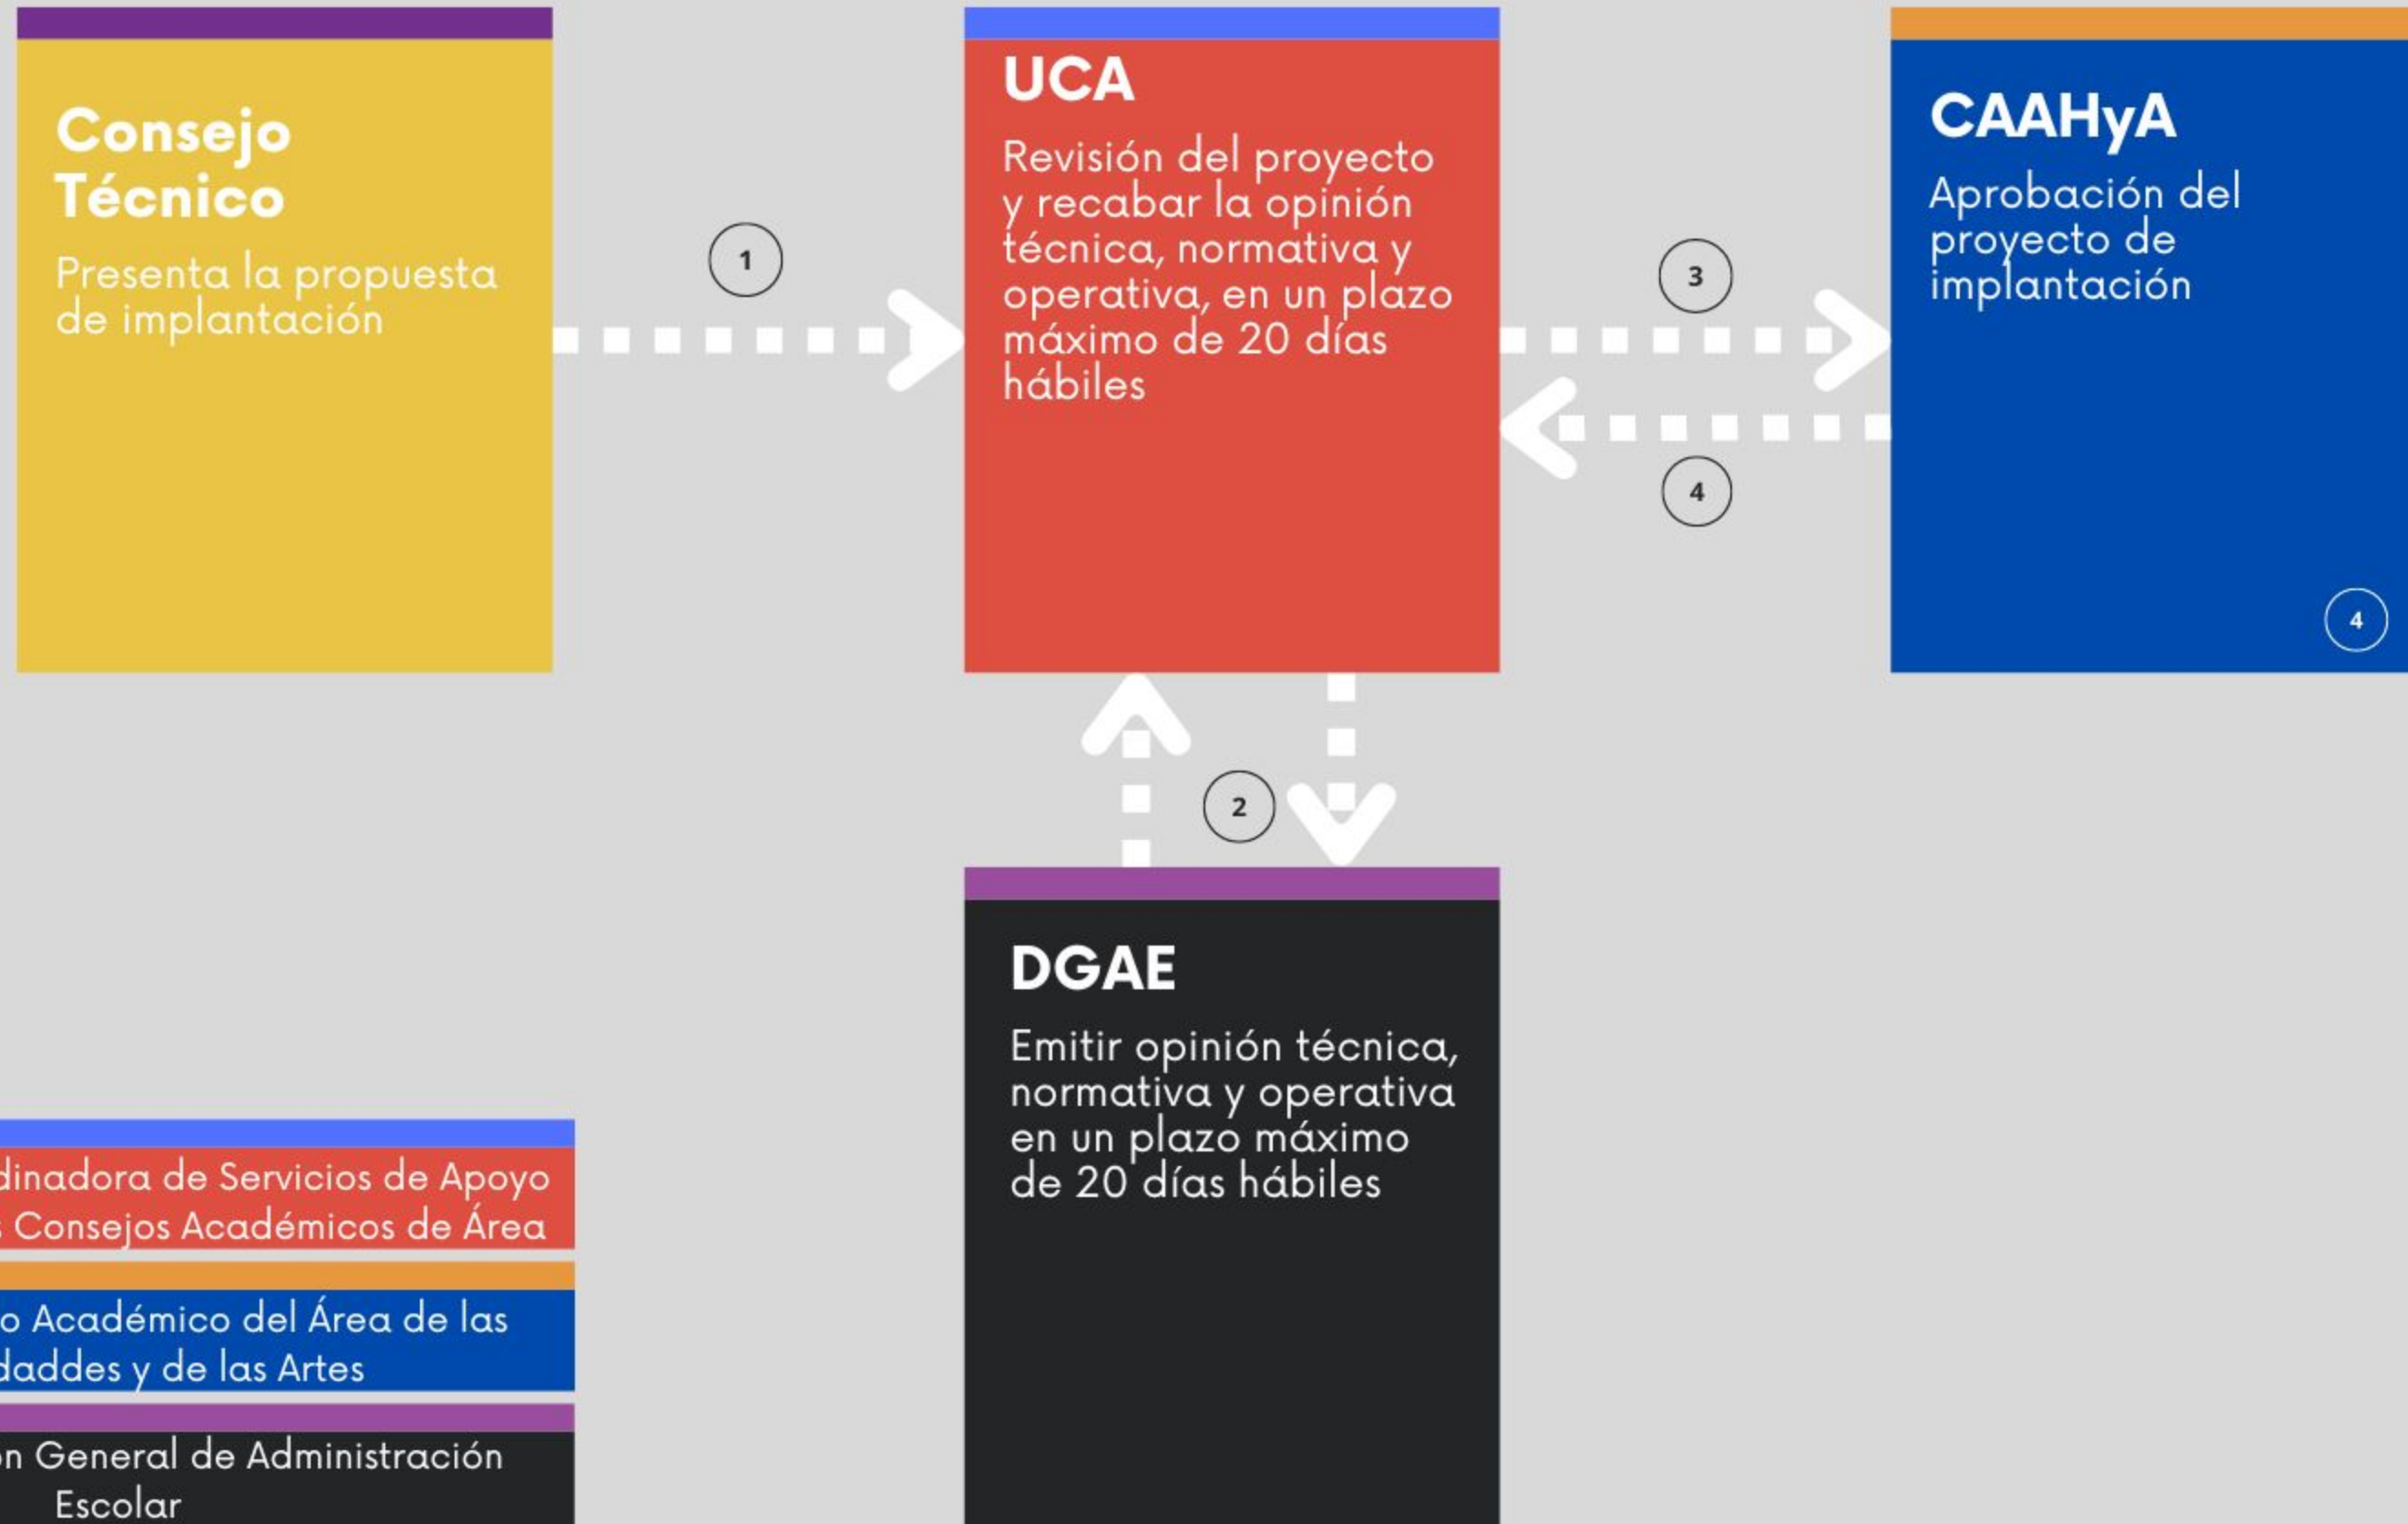 Consejo
Técnico
Presenta la propuesta
de implantación
1
UCA
Revisión del proyecto
y recabar la opinión
técnica, normativa y
operativa, en un plazo
máximo de 20 días
hábiles
3
4
CAAHyA
Aprobación del
proyecto de
implantación
4
2
DGAE
Emitir opinión técnica,
normativa y operativa
en un plazo máximo
de 20 días hábiles
de Servicios de Apoyo
Consejos Académicos de Área
Académico del Área de las
y de las Artes
General de Administración
Escolar